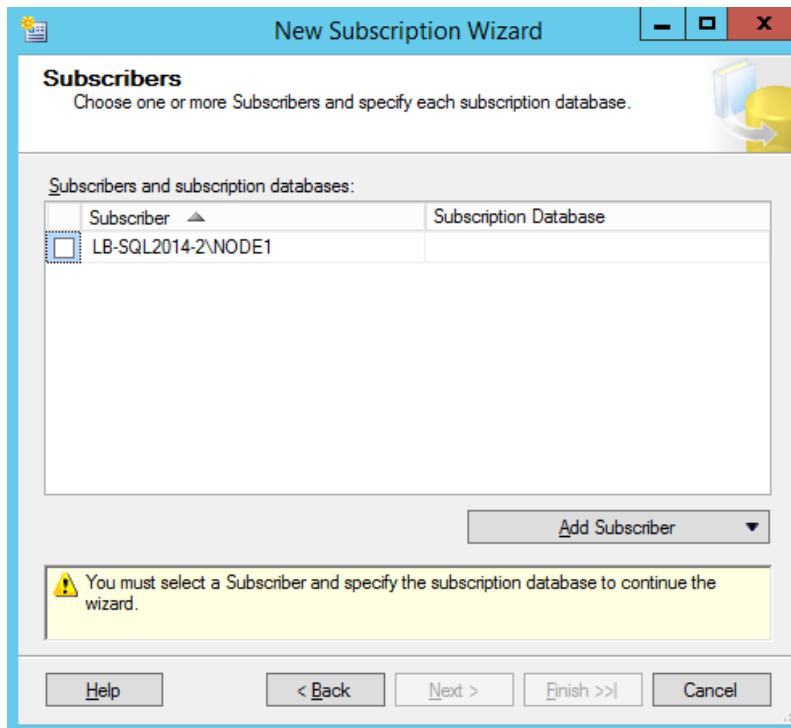 New Subscription Wizard
Subscribers
Choose one or more Subscribers and specify each subscription database.
Subscribers and subscription databases:
Subscriber Subscription Database
LB-SQL2014-2\NODE1
Add Subscriber
You must select a Subscriber and specify the subscription database to continue the
wizard.
Help < Back Next > Finish >>| Cancel